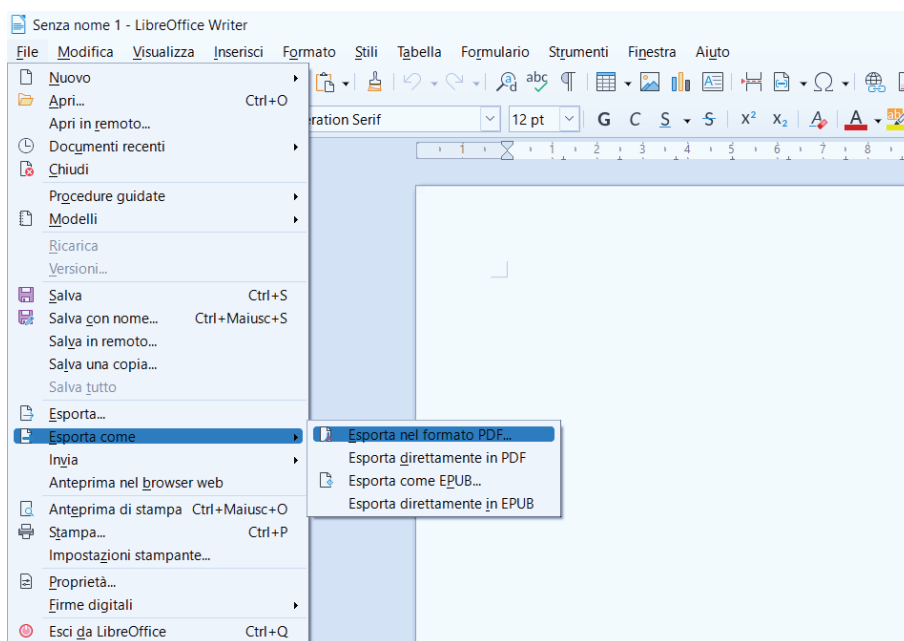 Senza nome 1 - LibreOffice Writer
File Modifica Visualizza Inserisci Formato Stili Tabella Formulario Strumenti Finestra Aiuto
Nuovo
Apri... Ctrl+O
Apri in remoto...
Documenti recenti
Chiudi
Procedure guidate
Modelli
Ricarica
Versioni...
Salva Ctrl+S
Salva con nome... Ctrl+Maiusc+S
Salva in remoto...
Salva una copia...
Salva tutto
Esporta...
Esporta come
Invia
Anteprima nel browser web
Anteprima di stampa Ctrl+Maiusc+O
Stampa... Ctrl+P
Impostazioni stampante...
Proprietà...
Firme digitali
Esci da LibreOffice Ctrl+Q
Esporta nel formato PDF...
Esporta direttamente in PDF
Esporta come EPUB...
Esporta direttamente in EPUB
abc
eration Serif 12 pt G C S S x² x₂ A A
1 1 2 3 4 5 6 7 8